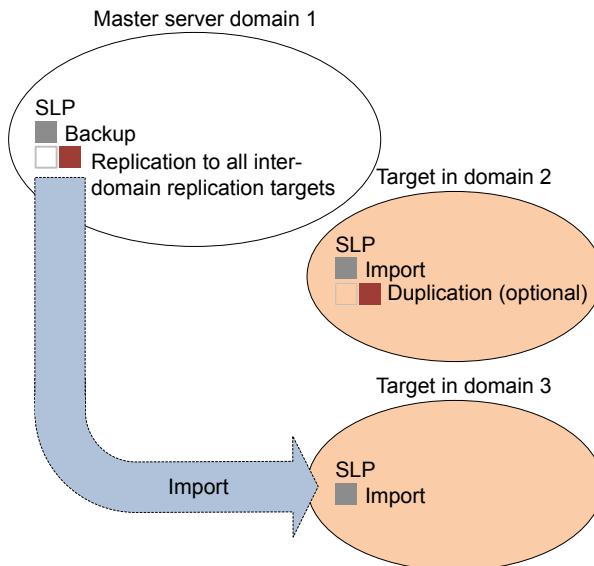 Master server domain 1
SLP
Backup
Replication to all inter-
domain replication targets
Target in domain 2
SLP
Import
Duplication (optional)
Target in domain 3
SLP
Import
Import